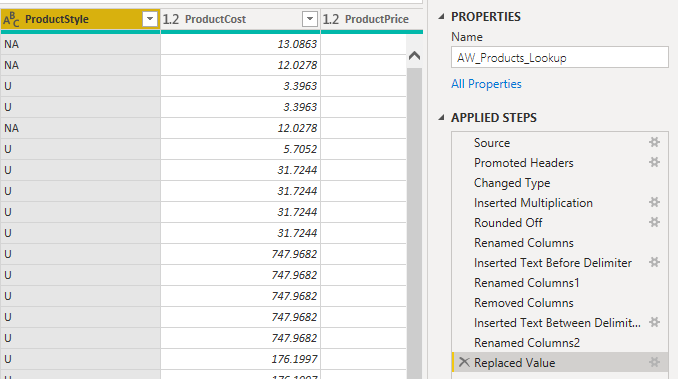 ABC ProductStyle 1.2 ProductCost 1.2 ProductPrice
NA 13.0863
NA 12.0278
U 3.3963
U 3.3963
NA 12.0278
U 5.7052
U 31.7244
U 31.7244
U 31.7244
U 31.7244
U 747.9682
U 747.9682
U 747.9682
U 747.9682
U 747.9682
U 176.1997
U 176.1997
PROPERTIES
Name
AW_Products_Lookup
All Properties
APPLIED STEPS
Source
Promoted Headers
Changed Type
Inserted Multiplication
Rounded Off
Renamed Columns
Inserted Text Before Delimiter
Renamed Columns1
Removed Columns
Inserted Text Between Delimit...
Renamed Columns2
Replaced Value